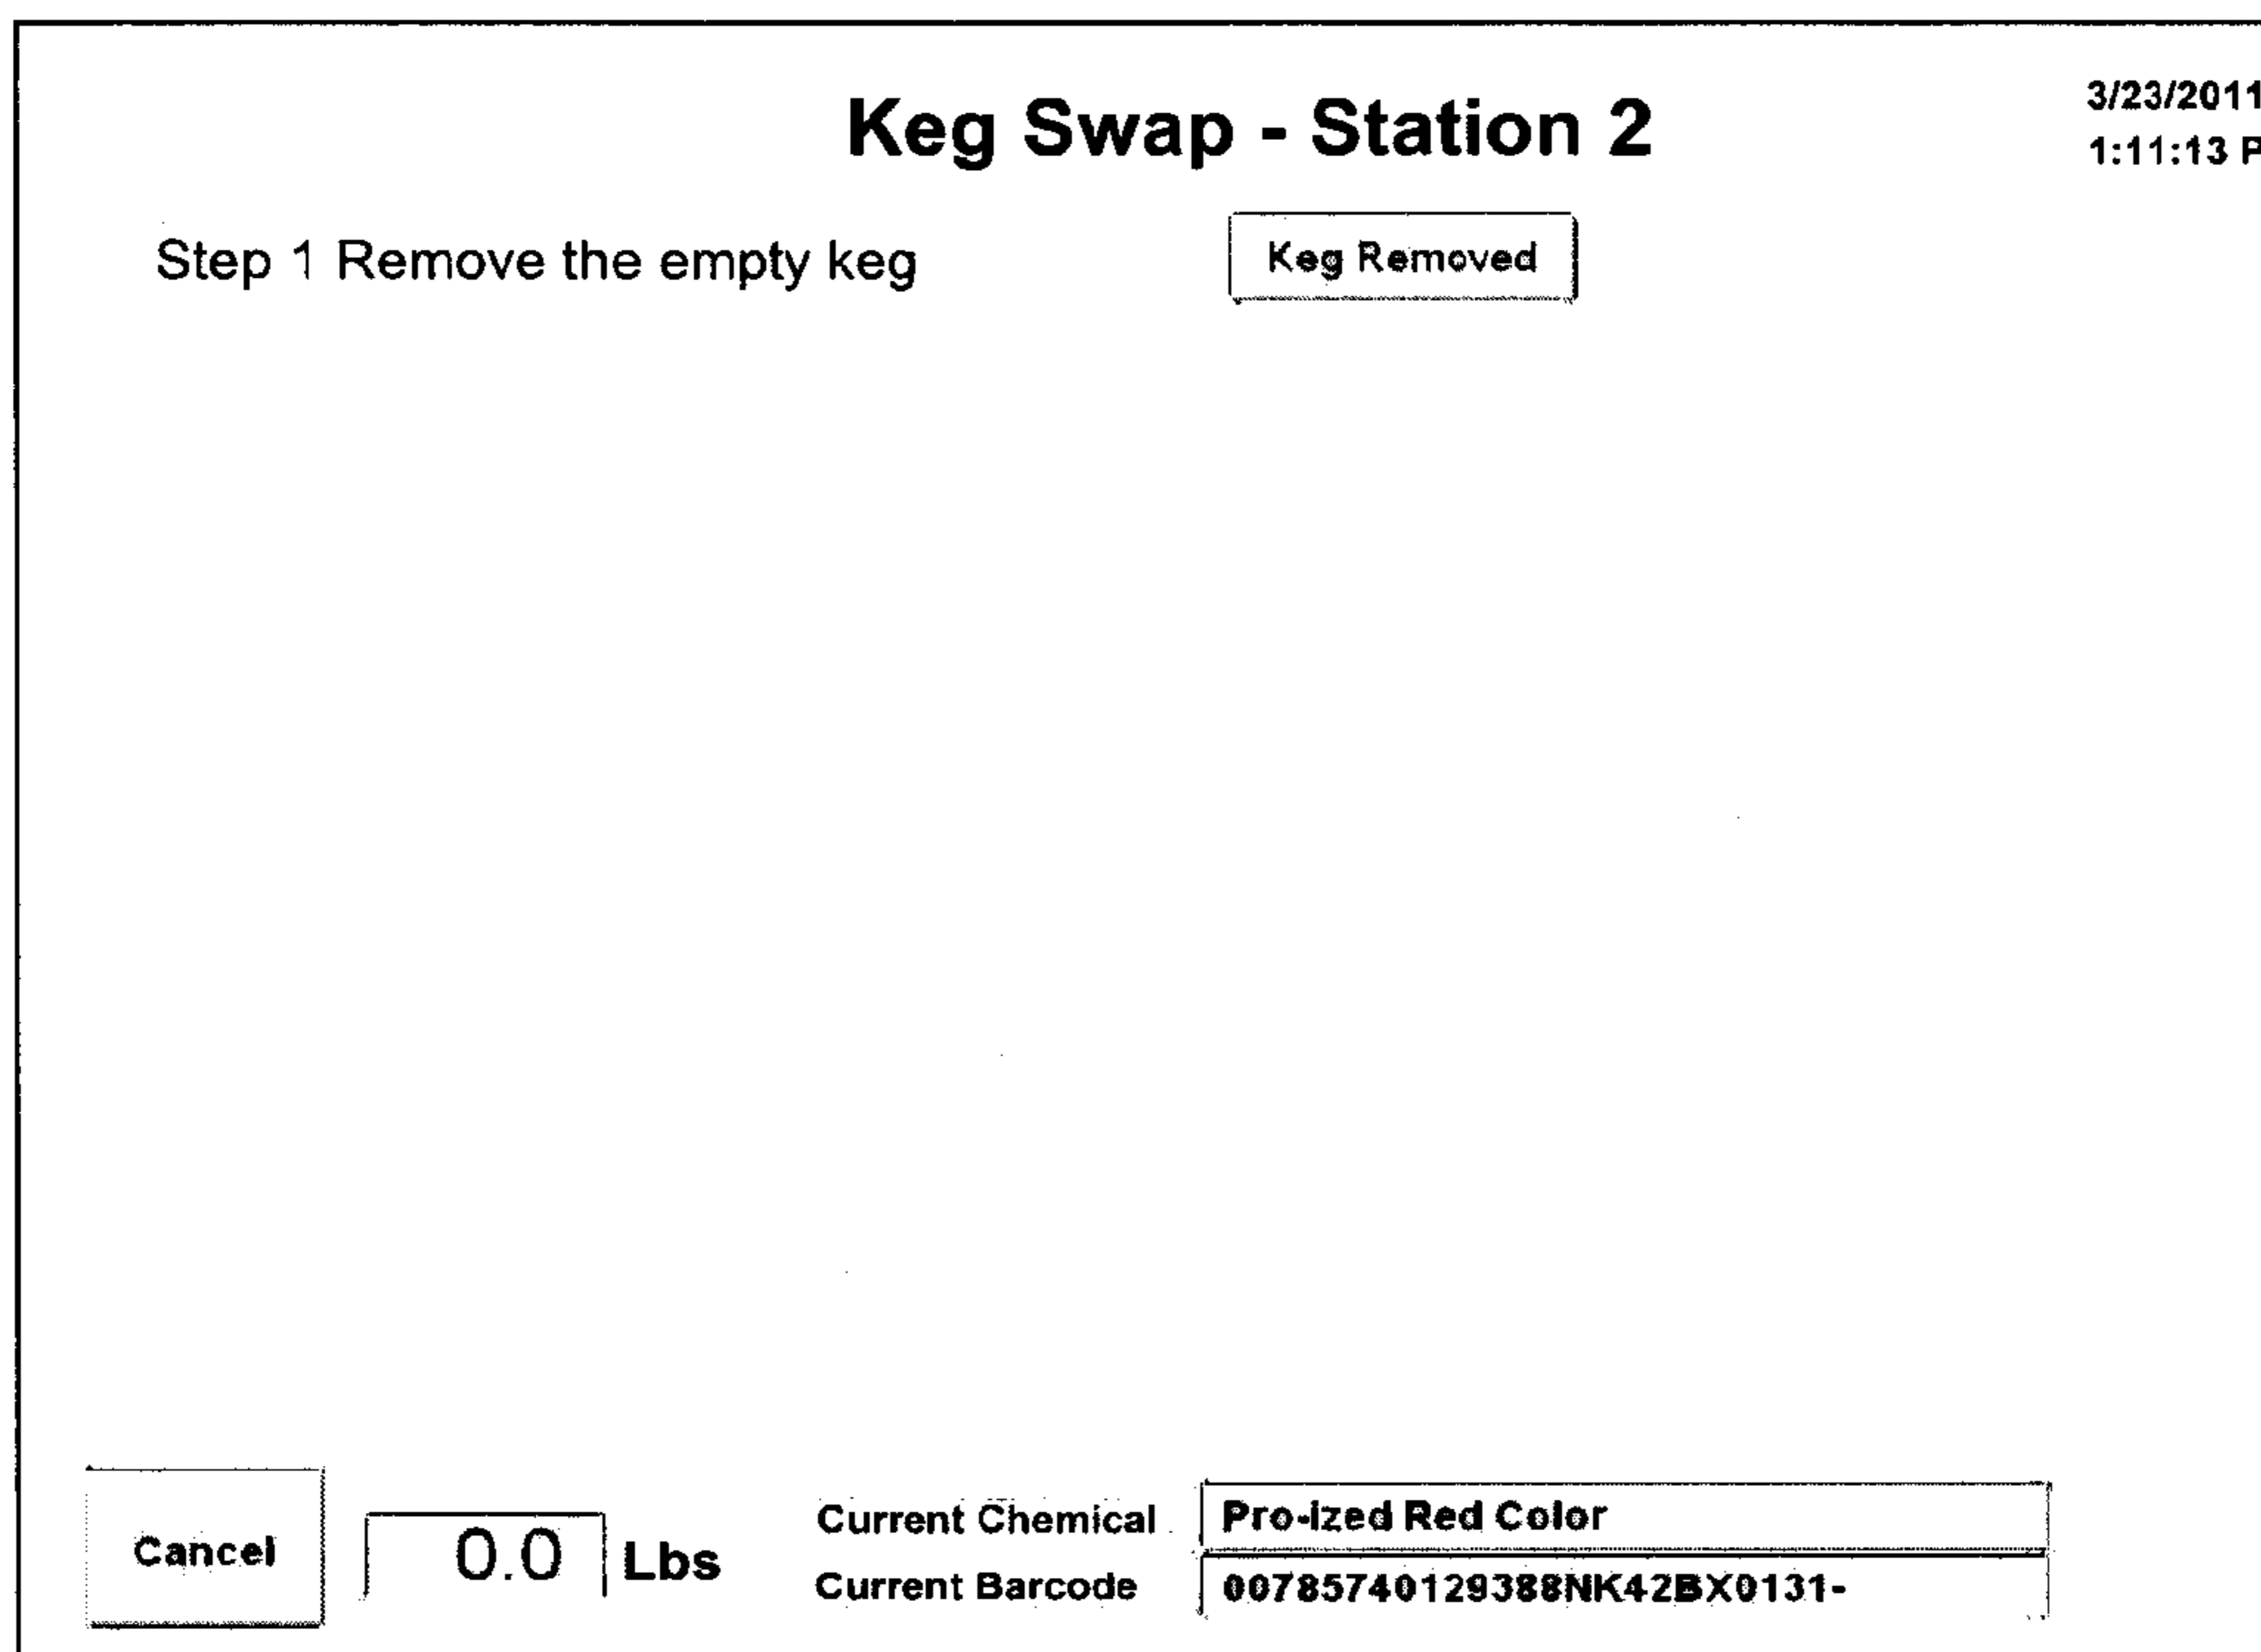 Keg Swap - Station 2
3/23/2011
1:11:13 P
Step 1 Remove the empty keg
Keg Removed
Cancel
0.0 Lbs
Current Chemical Pro-ized Red Color
Current Barcode 00785740129388NK42BX0131-